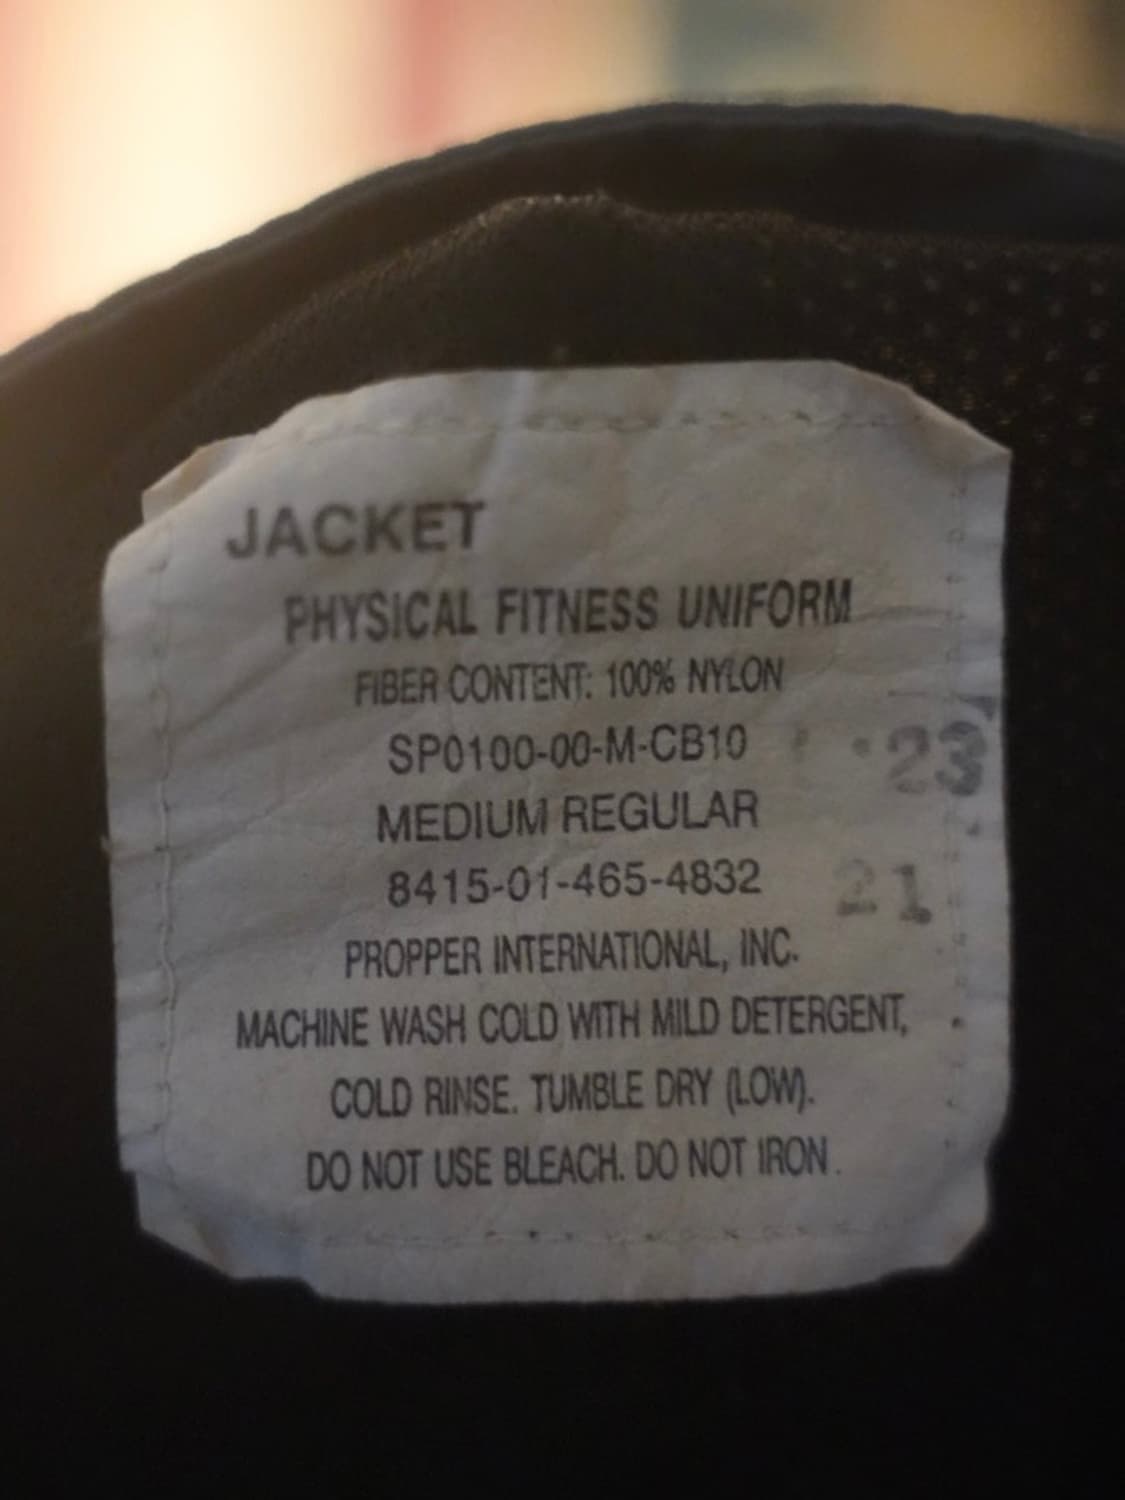 JACKET
PHYSICAL FITNESS UNIFORM
FIBER CONTENT: 100% NYLON
SP0100-00-M-CB10
23
MEDIUM REGULAR
8415-01-465-4832
21
PROPPER INTERNATIONAL, INC.
MACHINE WASH COLD WITH MILD DETERGENT,
COLD RINSE. TUMBLE DRY (LOW).
DO NOT USE BLEACH. DO NOT IRON.